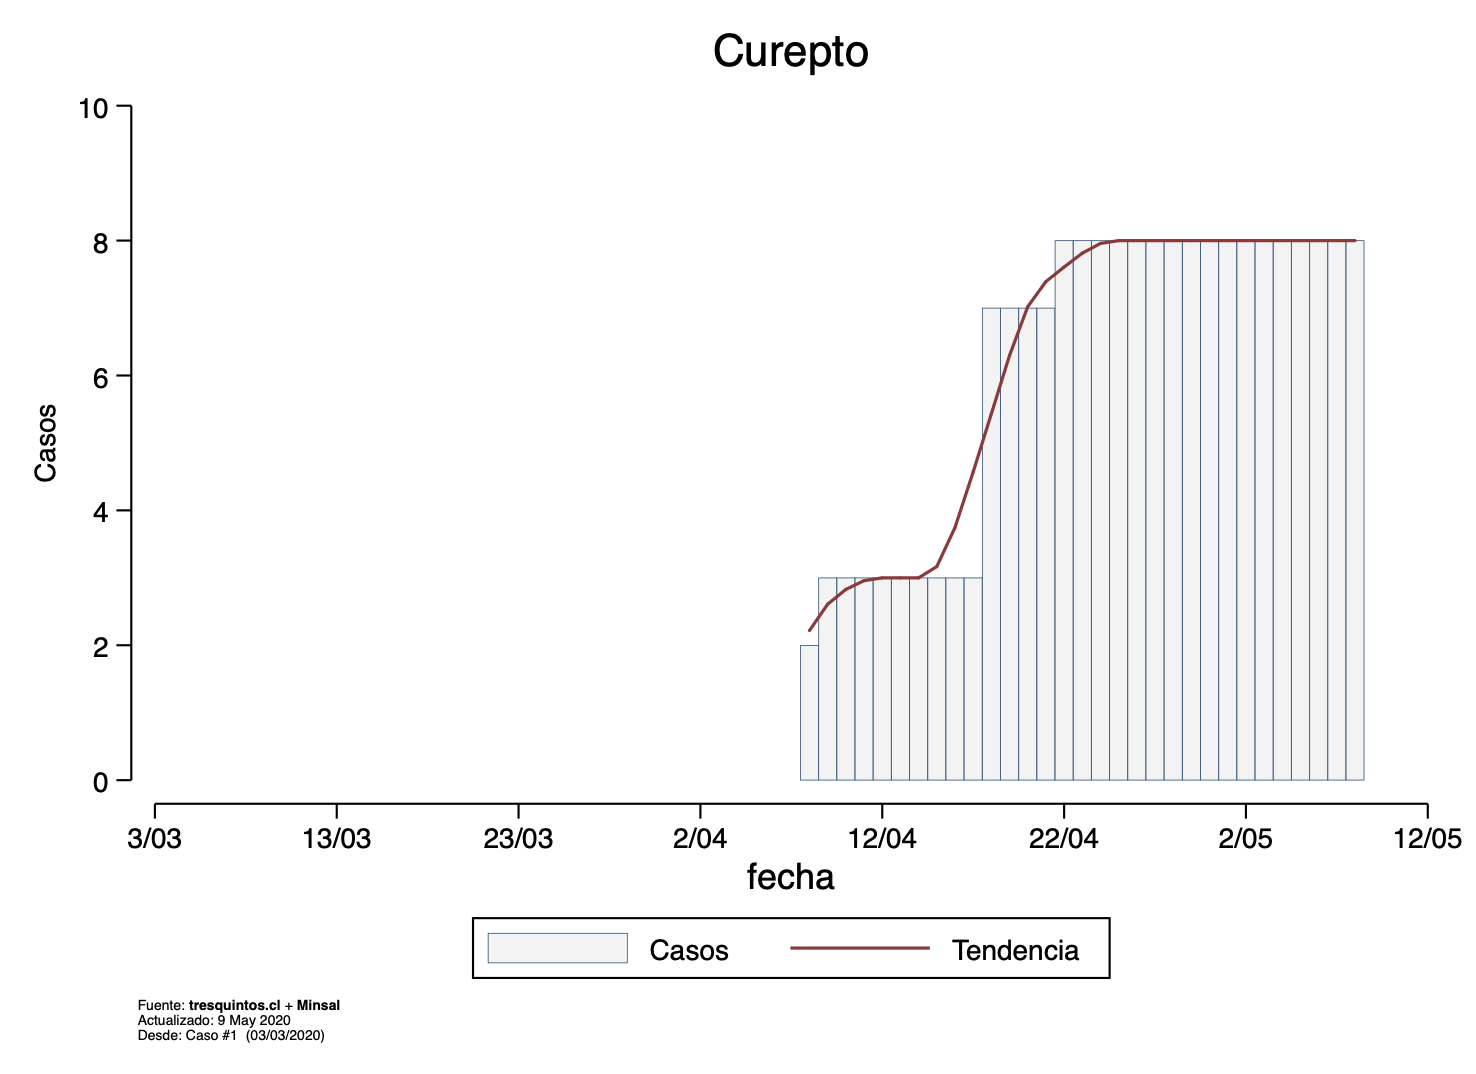 Curepto
10
8
6
4
2
0
Casos
3/03 13/03 23/03 2/04 12/04 22/04 2/05 12/05
fecha
Casos Tendencia
Fuente: tresquintos.cl + Minsal
Actualizado: 9 May 2020
Desde: Caso #1 (03/03/2020)